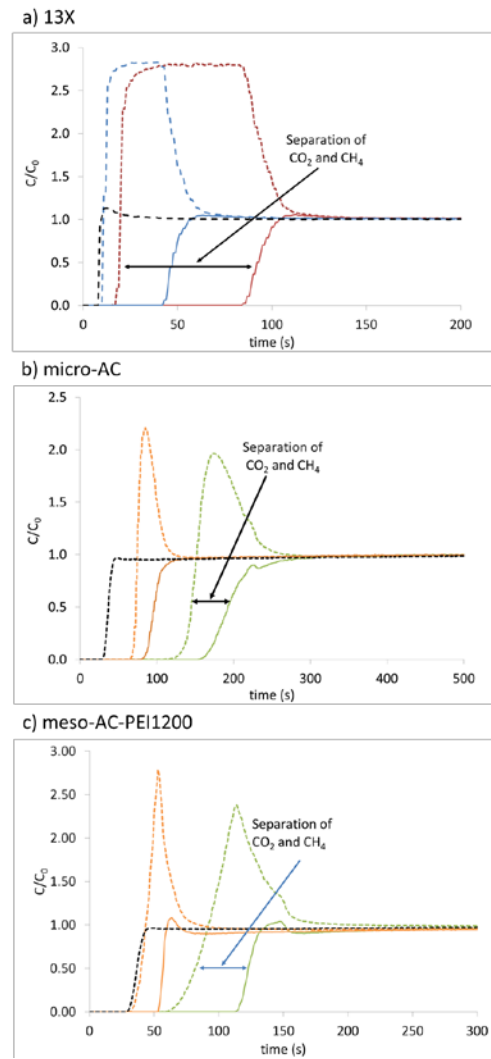 a) 13X
3.0
2.5
2.0
1.5
1.0
0.5
0.0
C/C₀
Separation of
CO₂ and CH₄
0 50 100 150 200
time (s)
b) micro-AC
2.5
2.0
1.5
1.0
0.5
0.0
C/C₀
Separation of
CO₂ and CH₄
0 100 200 300 400 500
time (s)
c) meso-AC-PEI1200
3.00
2.50
2.00
1.50
1.00
0.50
0.00
C/C₀
Separation of
CO₂ and CH₄
0 50 100 150 200 250 300
time (s)